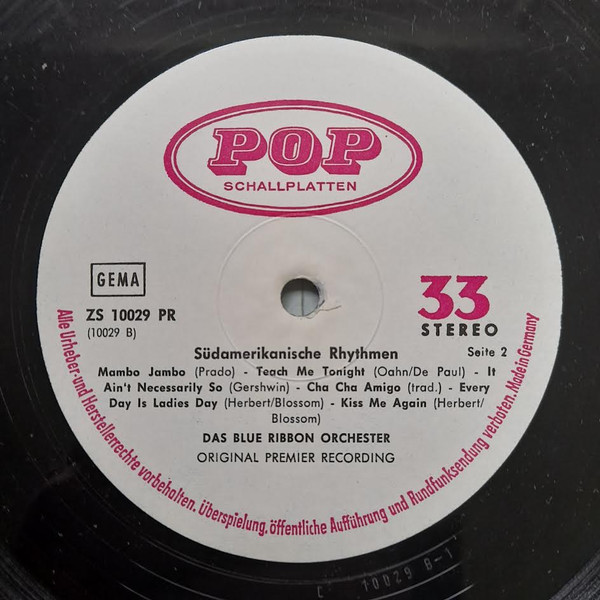 POP
SCHALLPLATTEN
GEMA
33
STEREO
ZS 10029 PR
(10029 B)
Südamerikanische Rhythmen
Seite 2
Mambo Jambo (Prado) - Teach Me Tonight (Oahn/De Paul) - It
Ain't Necessarily So (Gershwin) - Cha Cha Amigo (trad.) - Every
Day Is Ladies Day (Herbert/Blossom) - Kiss Me Again (Herbert/
Blossom)
DAS BLUE RIBBON ORCHESTER
ORIGINAL PREMIER RECORDING
Alle Urheber- und Herstellerrechte vorbehalten. Überspielung, öffentliche Aufführung und Rundfunksendung verboten. Made in Germany
10029 B-1